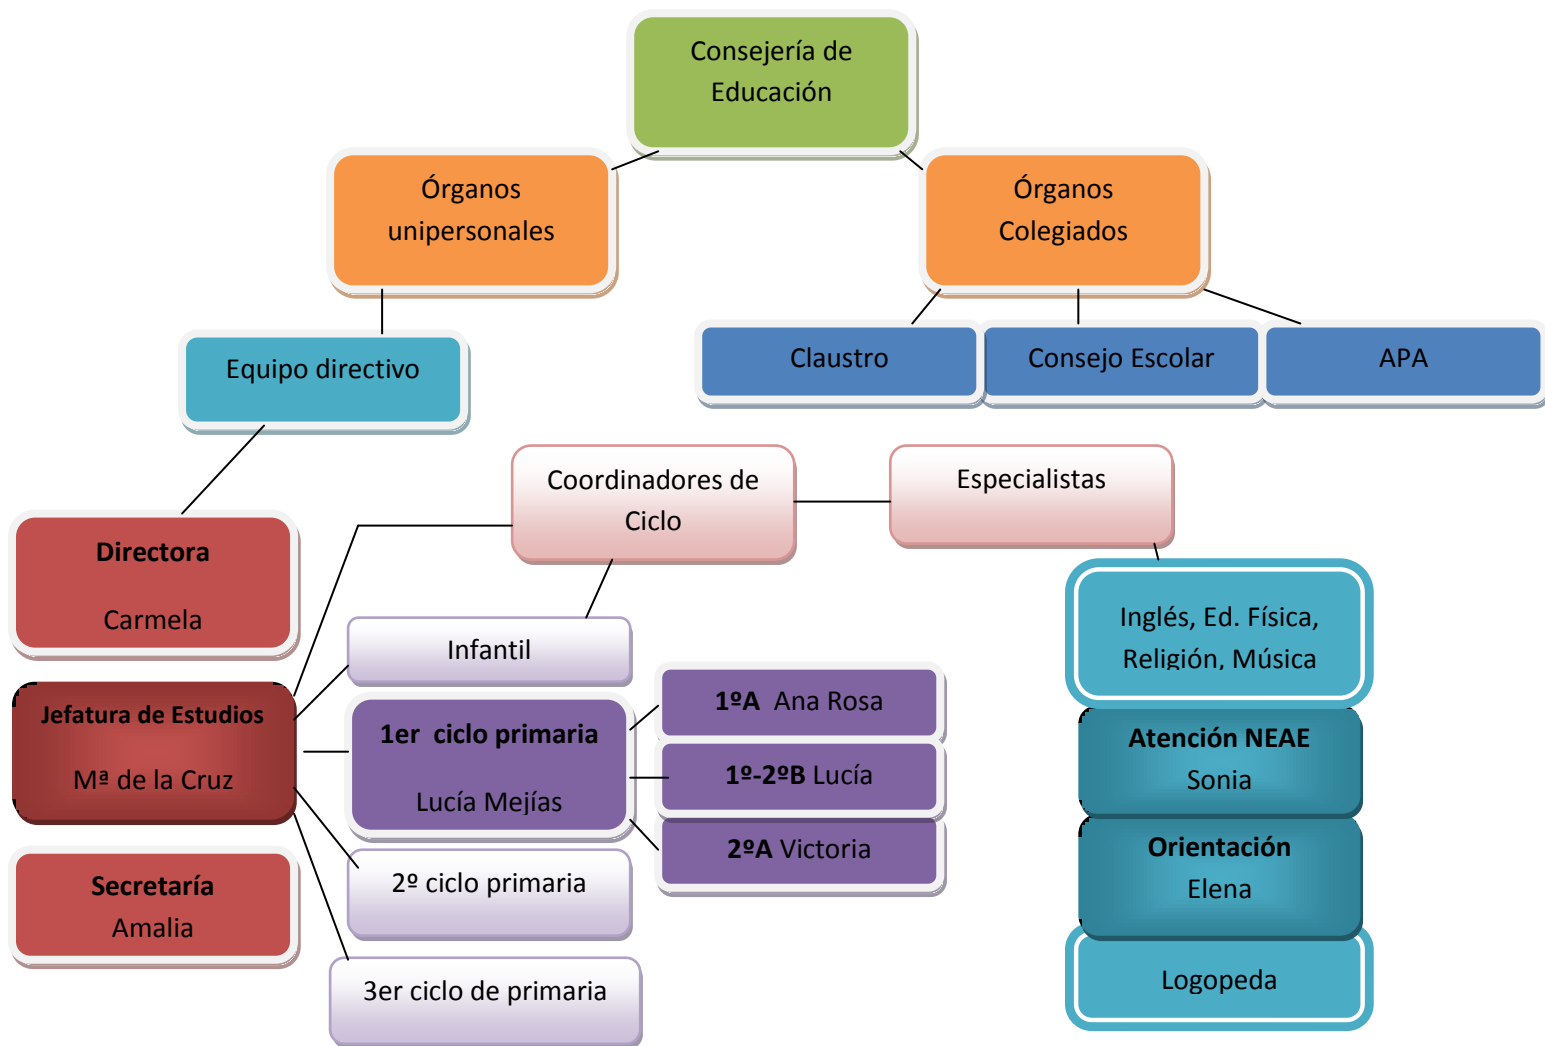 Consejería de
Educación
Órganos
unipersonales
Órganos
Colegiados
Equipo directivo
Claustro
Consejo Escolar
APA
Coordinadores de
Ciclo
Especialistas
Directora
Carmela
Infantil
Inglés, Ed. Física,
Religión, Música
Jefatura de Estudios
Mª de la Cruz
1er ciclo primaria
Lucía Mejías
1ºA Ana Rosa
1º-2ºB Lucía
2ºA Victoria
Atención NEAE
Sonia
Orientación
Elena
Secretaría
Amalia
2º ciclo primaria
3er ciclo de primaria
Logopeda